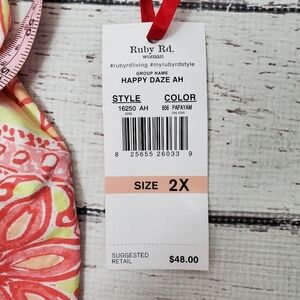 Ruby Rd.
woman
#rubyrdliving #myrubyrdstyle
GROUP NAME
HAPPY DAZE AH
STYLE COLOR
16250 AH 856 PAPAYAM
8 25655 26033 9
SIZE 2X
SUGGESTED
RETAIL $48.00